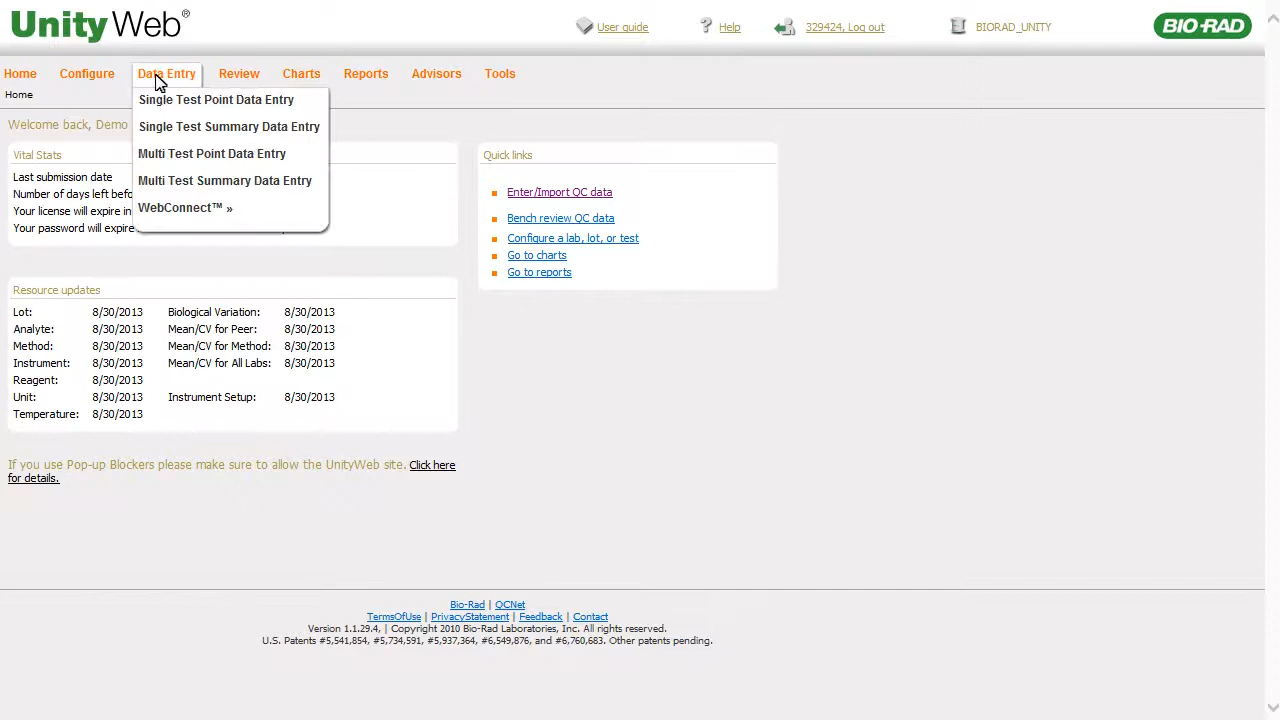 UnityWeb®
User guide
Help
329424, Log out
BIORAD_UNITY
BIO-RAD
Home Configure Data Entry Review Charts Reports Advisors Tools
Home
Single Test Point Data Entry
Single Test Summary Data Entry
Multi Test Point Data Entry
Multi Test Summary Data Entry
WebConnect™ »
Welcome back, Demo
Vital Stats
Last submission date
Number of days left
Your license will expire in
Your password will expire
Quick links
Enter/Import QC data
Bench review QC data
Configure a lab, lot, or test
Go to charts
Go to reports
Resource updates
Lot: 8/30/2013 Biological Variation: 8/30/2013
Analyte: 8/30/2013 Mean/CV for Peer: 8/30/2013
Method: 8/30/2013 Mean/CV for Method: 8/30/2013
Instrument: 8/30/2013 Mean/CV for All Labs: 8/30/2013
Reagent: 8/30/2013
Unit: 8/30/2013 Instrument Setup: 8/30/2013
Temperature: 8/30/2013
If you use Pop-up Blockers please make sure to allow the UnityWeb site. Click here
for details.
Bio-Rad | QCNet
TermsOfUse | PrivacyStatement | Feedback | Contact
Version 1.1.29.4, | Copyright 2010 Bio-Rad Laboratories, Inc. All rights reserved.
U.S. Patents #5,541,854, #5,734,591, #5,937,364, #6,549,876, and #6,760,683. Other patents pending.